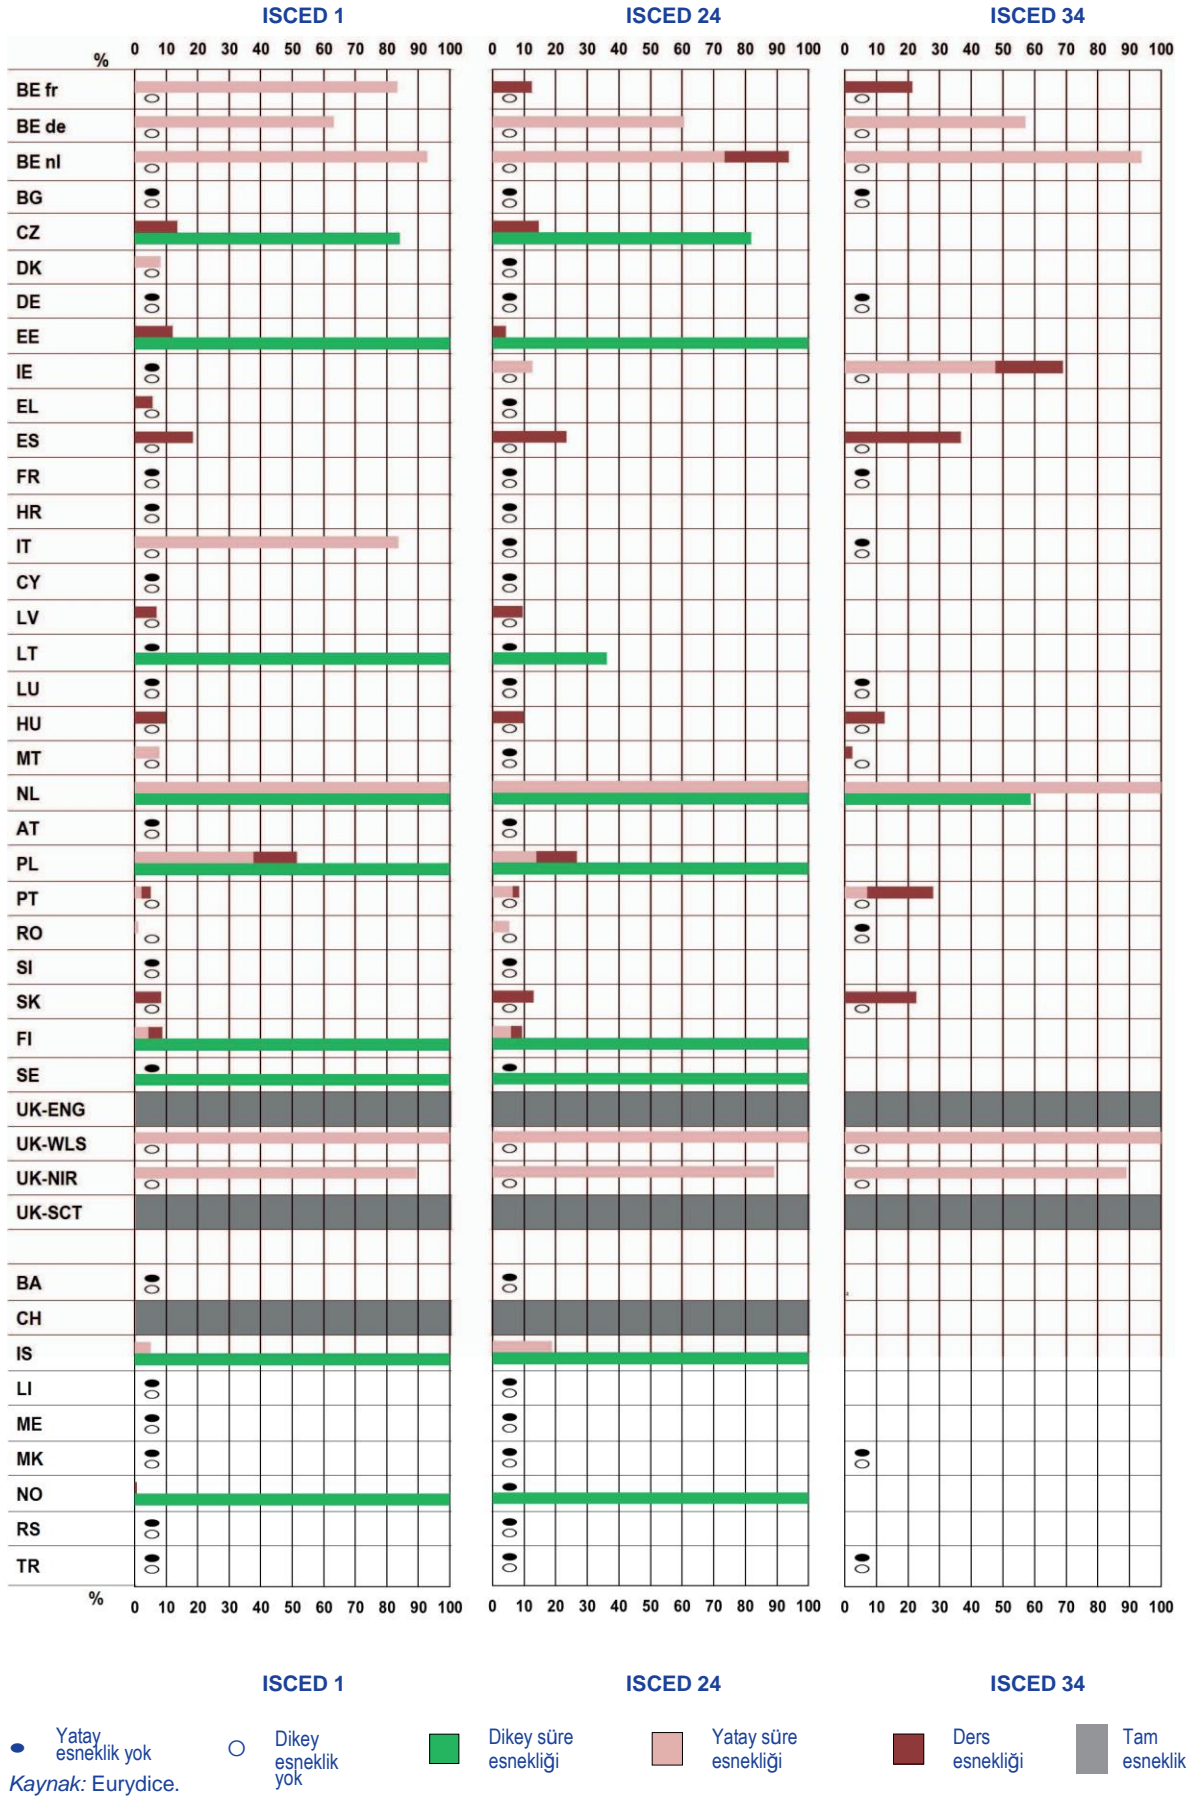 ISCED 1 ISCED 24 ISCED 34
% 0 10 20 30 40 50 60 70 80 90 100 0 10 20 30 40 50 60 70 80 90 100 0 10 20 30 40 50 60 70 80 90 100
BE fr
BE de
BE nl
BG
CZ
DK
DE
EE
IE
EL
ES
FR
HR
IT
CY
LV
LT
LU
HU
MT
NL
AT
PL
PT
RO
SI
SK
FI
SE
UK-ENG
UK-WLS
UK-NIR
UK-SCT
BA
CH
IS
LI
ME
MK
NO
RS
TR
% 0 10 20 30 40 50 60 70 80 90 100 0 10 20 30 40 50 60 70 80 90 100 0 10 20 30 40 50 60 70 80 90 100
ISCED 1 ISCED 24 ISCED 34
Yatay
esneklik yok
Dikey
esneklik
yok
Dikey süre
esnekliği
Yatay süre
esnekliği
Ders
esnekliği
Tam
esneklik
Kaynak: Eurydice.